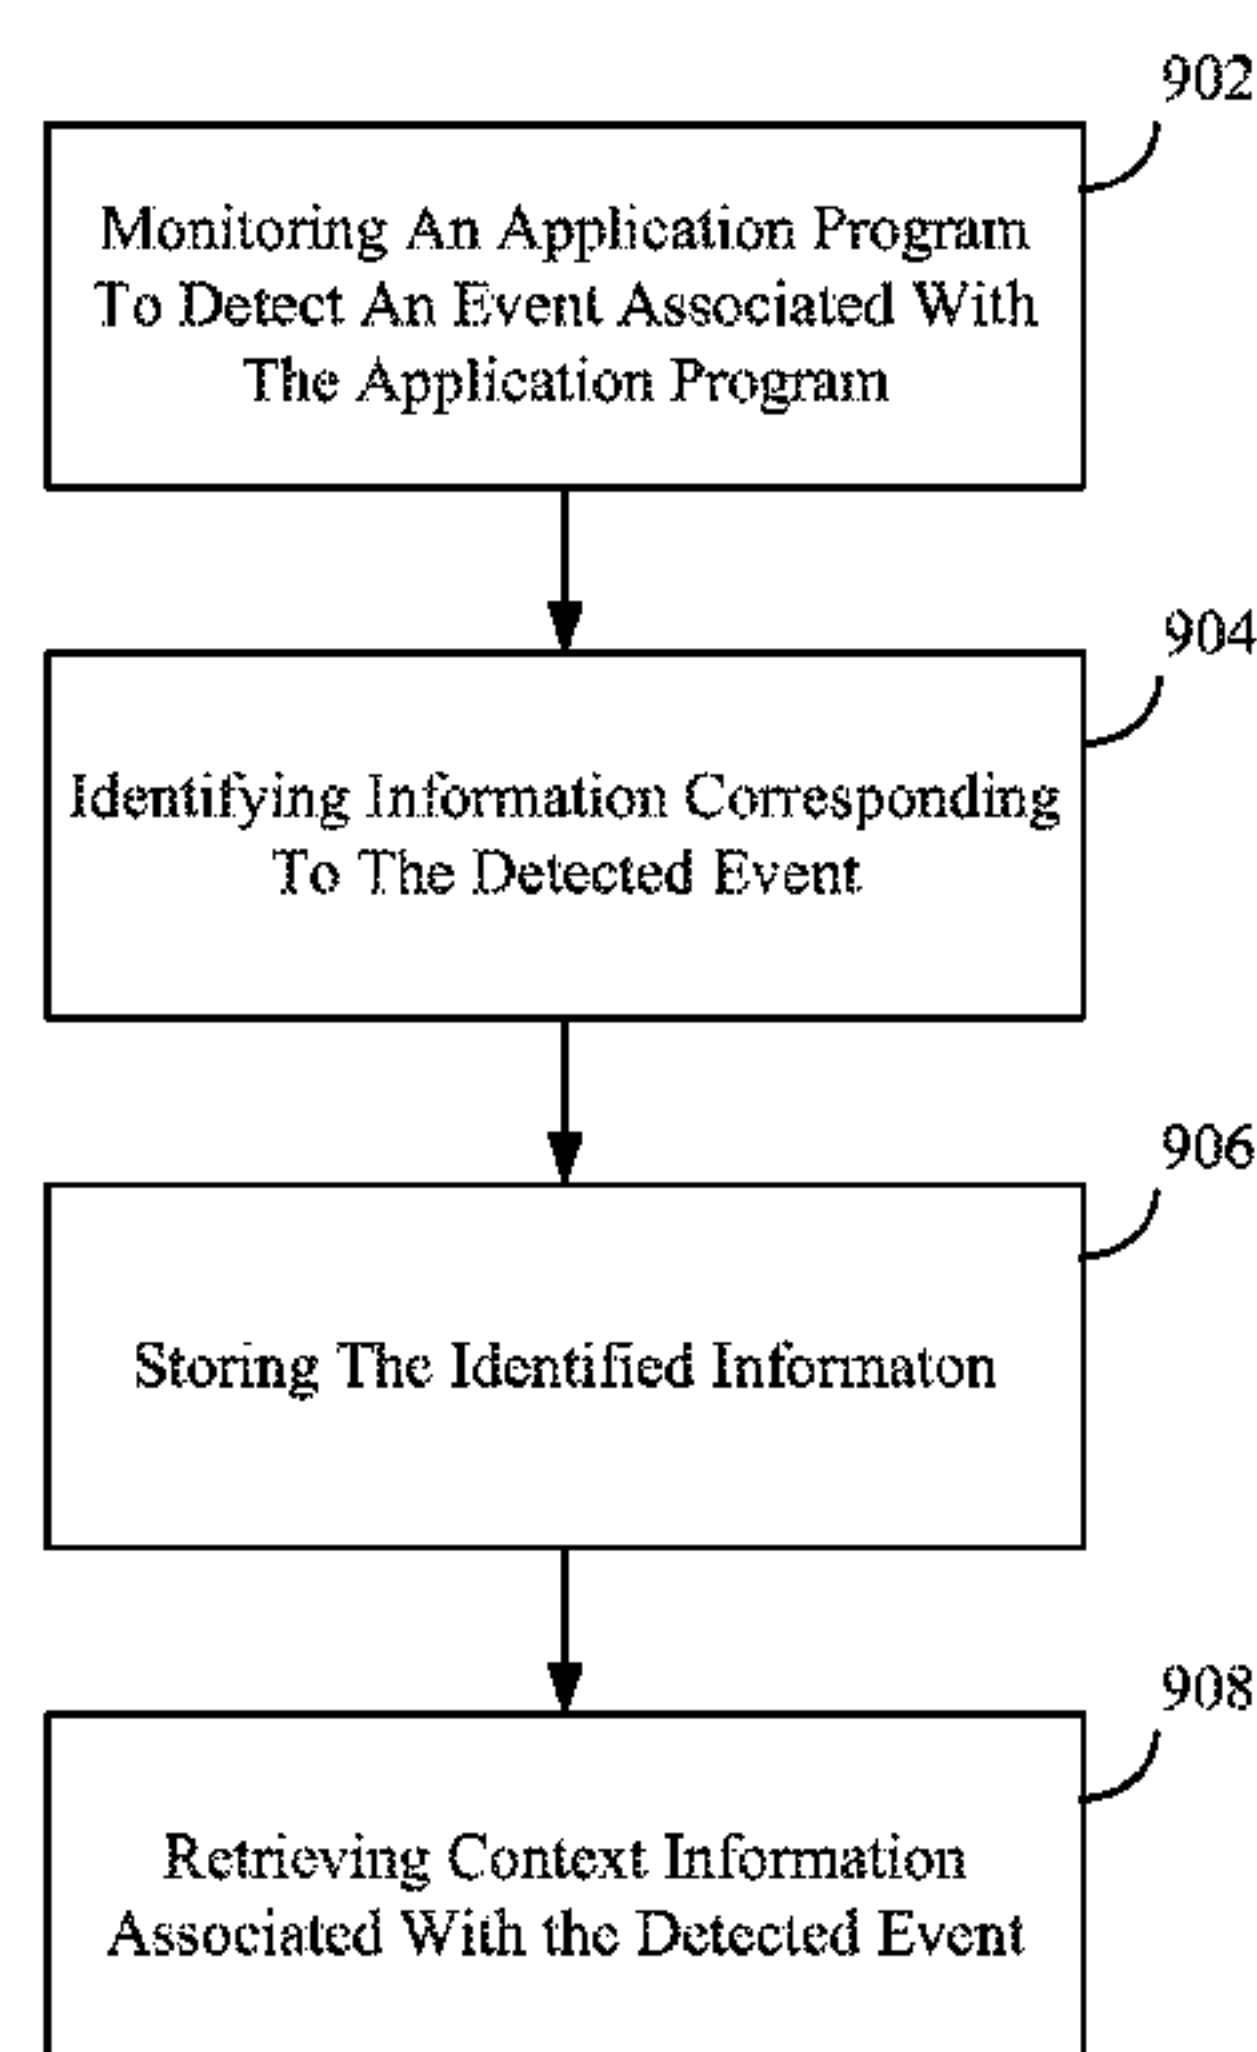 902
Monitoring An Application Program
To Detect An Event Associated With
The Application Program
904
Identifying Information Corresponding
To The Detected Event
906
Storing The Identified Informaton
908
Retrieving Context Information
Associated With the Detected Event